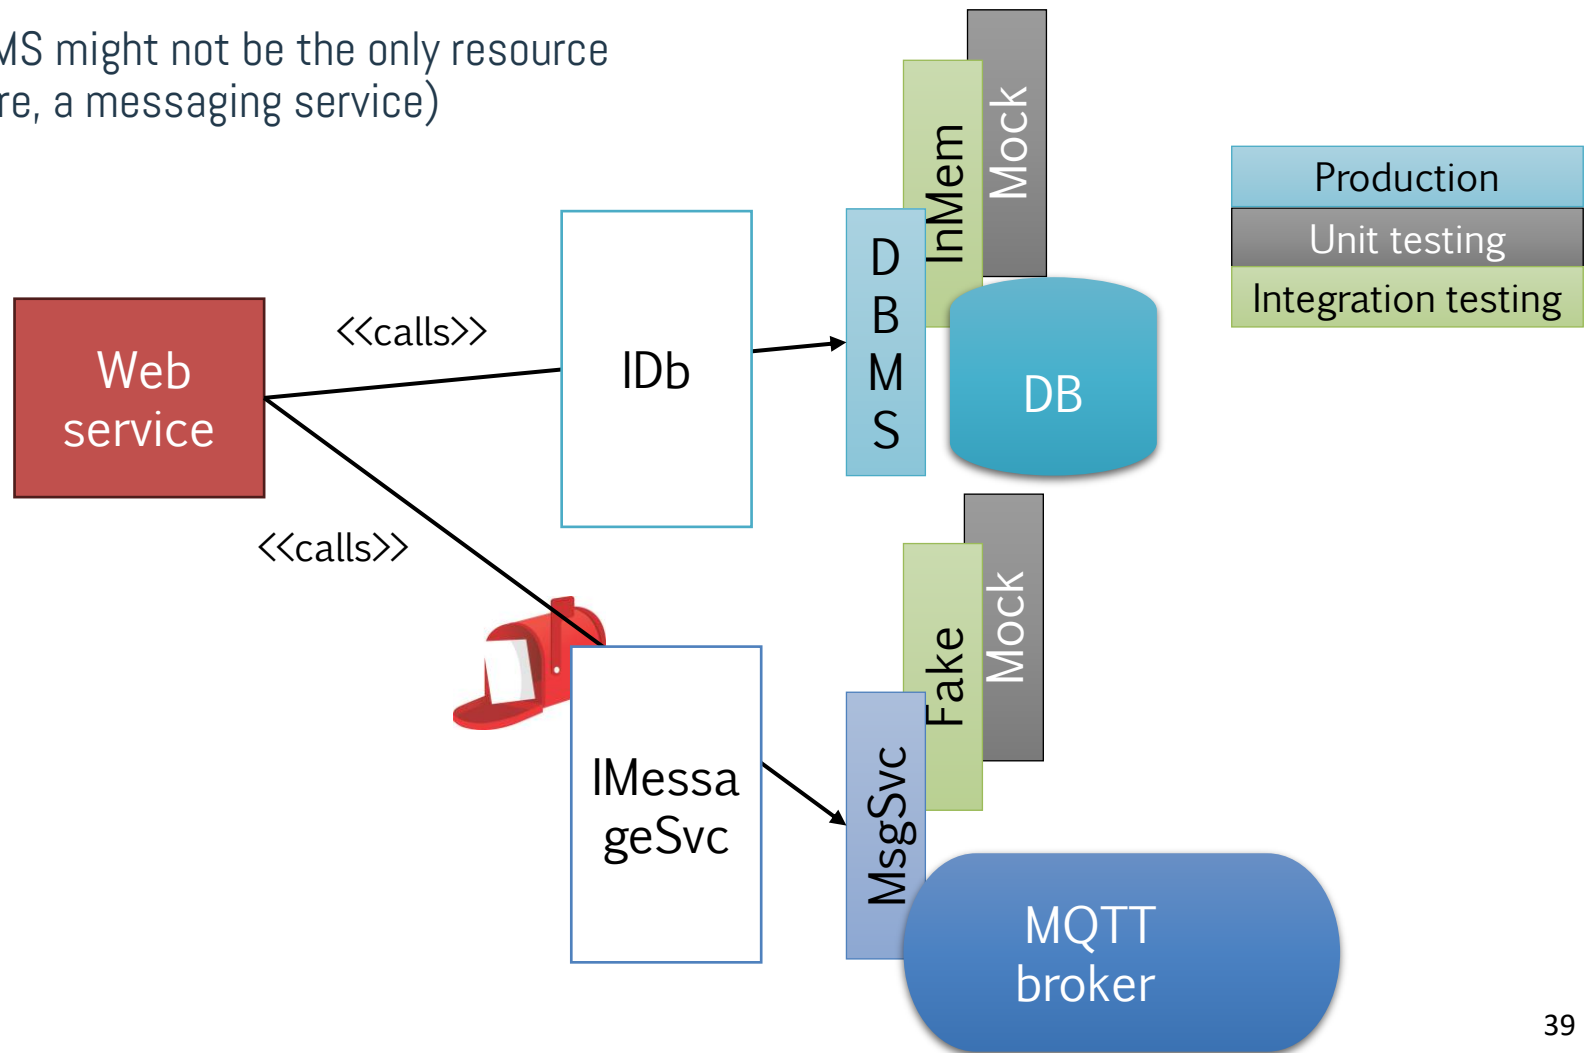 MS might not be the only resource
re, a messaging service)
Mock
InMem
D
B
M
S
DB
Production
Unit testing
Integration testing
<<calls>>
Web
service
IDb
<<calls>>
Mock
Fake
MsgSvc
IMessa
geSvc
MQTT
broker
39